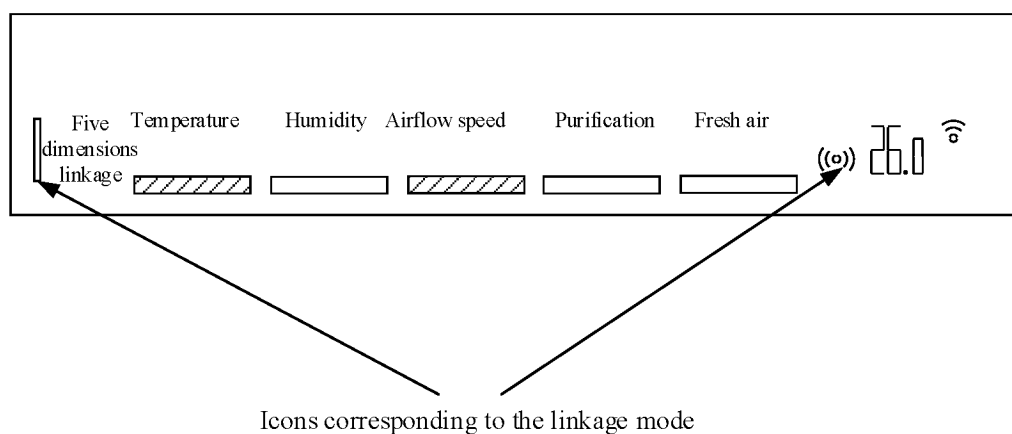 Five
dimensions
linkage
Temperature
Humidity
Airflow speed
Purification
Fresh air
26.0
Icons corresponding to the linkage mode